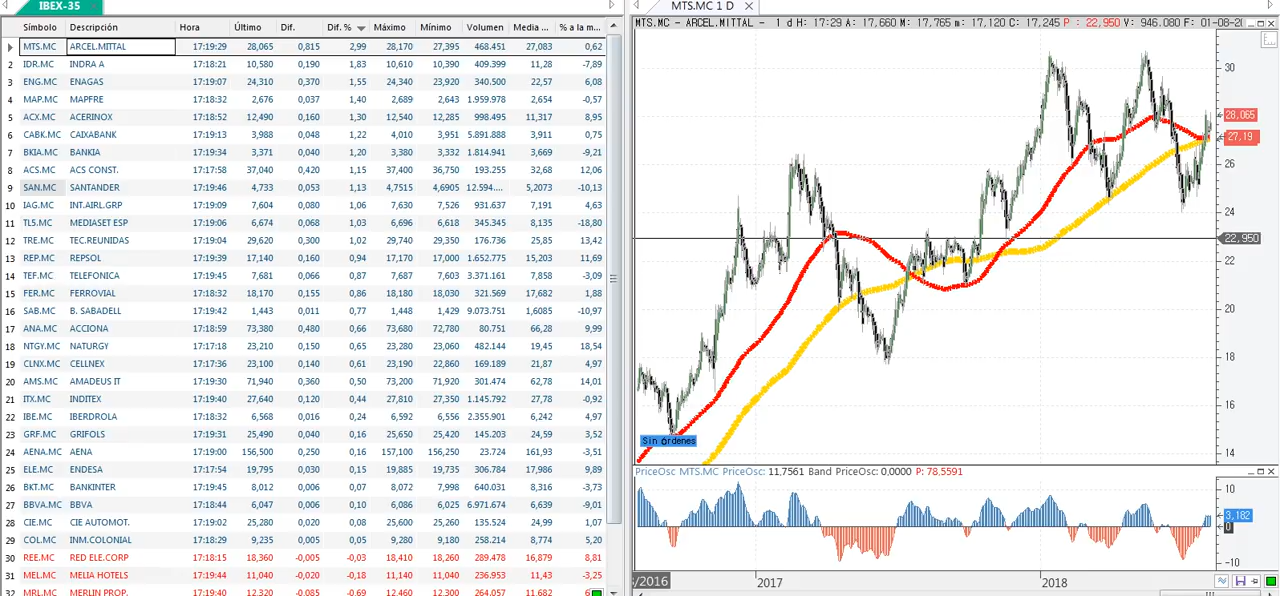 IBEX-35
Símbolo Descripción Hora Último Dif. Dif. % Máximo Mínimo Volumen Media ... % a la m...
MTS.MC ARCEL.MITTAL 17:19:29 28,065 0,815 2,99 28,170 27,395 468.451 27,083 0,62
2 IDR.MC INDRA A 17:18:21 10,580 0,190 1,83 10,610 10,390 409.499 11,28 -7,89
3 ENG.MC ENAGAS 17:19:07 24,310 0,370 1,55 24,340 23,920 340.500 22,57 6,08
4 MAP.MC MAPFRE 17:18:32 2,676 0,037 1,40 2,689 2,643 1.959.978 2,654 -0,57
5 ACX.MC ACERINOX 17:18:52 12,490 0,160 1,30 12,540 12,285 998.495 11,317 8,95
6 CABK.MC CAIXABANK 17:19:13 3,988 0,048 1,22 4,010 3,951 5.891.888 3,911 0,75
7 BKIA.MC BANKIA 17:19:34 3,371 0,040 1,20 3,380 3,332 1.814.941 3,669 -9,21
8 ACS.MC ACS CONST. 17:17:58 37,040 0,420 1,15 37,400 36,750 193.255 32,68 12,06
9 SAN.MC SANTANDER 17:19:46 4,733 0,053 1,13 4,7515 4,6905 12.594.... 5,2073 -10,13
10 IAG.MC INT.AIRL.GRP 17:19:09 7,604 0,080 1,06 7,630 7,526 931.637 7,191 4,63
11 TL5.MC MEDIASET ESP 17:19:06 6,674 0,068 1,03 6,696 6,618 345.345 8,135 -18,80
12 TRE.MC TEC.REUNIDAS 17:19:04 29,620 0,300 1,02 29,740 29,350 176.736 25,85 13,42
13 REP.MC REPSOL 17:19:39 17,140 0,160 0,94 17,170 17,000 1.652.775 15,203 11,69
14 TEF.MC TELEFONICA 17:19:45 7,681 0,066 0,87 7,687 7,603 3.371.161 7,858 -3,09
15 FER.MC FERROVIAL 17:18:32 18,170 0,155 0,86 18,180 18,030 321.569 17,682 1,88
16 SAB.MC B. SABADELL 17:19:42 1,443 0,011 0,77 1,448 1,429 9.073.751 1,6085 -10,97
17 ANA.MC ACCIONA 17:18:59 73,380 0,480 0,66 73,680 72,780 80.751 66,28 9,99
18 NTGY.MC NATURGY 17:17:18 23,210 0,150 0,65 23,280 23,060 482.144 19,45 18,54
19 CLNX.MC CELLNEX 17:17:36 23,100 0,140 0,61 23,190 22,860 169.189 21,87 4,97
20 AMS.MC AMADEUS IT 17:19:30 71,940 0,360 0,50 73,200 71,920 301.474 62,78 14,01
21 ITX.MC INDITEX 17:19:40 27,640 0,120 0,44 27,810 27,350 1.145.792 27,78 -0,92
22 IBE.MC IBERDROLA 17:18:32 6,568 0,016 0,24 6,592 6,556 2.355.901 6,242 4,97
23 GRF.MC GRIFOLS 17:19:31 25,490 0,040 0,16 25,650 25,420 145.203 24,59 3,52
24 AENA.MC AENA 17:19:00 156,500 0,250 0,16 157,100 156,250 23.724 161,93 -3,51
25 ELE.MC ENDESA 17:17:54 19,795 0,030 0,15 19,885 19,735 306.784 17,986 9,89
26 BKT.MC BANKINTER 17:19:45 8,012 0,006 0,07 8,072 7,998 640.031 8,316 -3,73
27 BBVA.MC BBVA 17:19:43 6,047 0,006 0,10 6,086 6,025 6.971.674 6,639 -9,01
28 CIE.MC CIE AUTOMOT. 17:19:02 25,280 0,020 0,08 25,600 25,260 135.524 24,99 1,07
29 COL.MC INM.COLONIAL 17:18:29 9,235 0,005 0,05 9,280 9,180 258.214 8,774 5,20
30 REE.MC RED ELE.CORP 17:18:15 18,360 -0,005 -0,03 18,410 18,260 289.478 16,879 8,81
31 MEL.MC MELIA HOTELS 17:19:44 11,040 -0,020 -0,18 11,140 11,040 236.953 11,43 -3,25
32 MRL.MC MERLIN PROP. 17:19:40 12,320 -0,085 -0,69 12,460 12,300 264.057 11,682
MTS.MC 1 D
MTS.MC - ARCEL.MITTAL - 1 d H: 17:29 A: 17,660 M: 17,765 m: 17,120 C: 17,245 P : 22,950 V: 946.080 F: 01-08-20
30
28,065
27,19
26
24
22,950
22
20
18
16
14
Sin órdenes
PriceOsc MTS.MC PriceOsc: 11,7561 Band PriceOsc: 0,0000 P: 78,5591
10
3,182
0
-10
8/2016 2017 2018